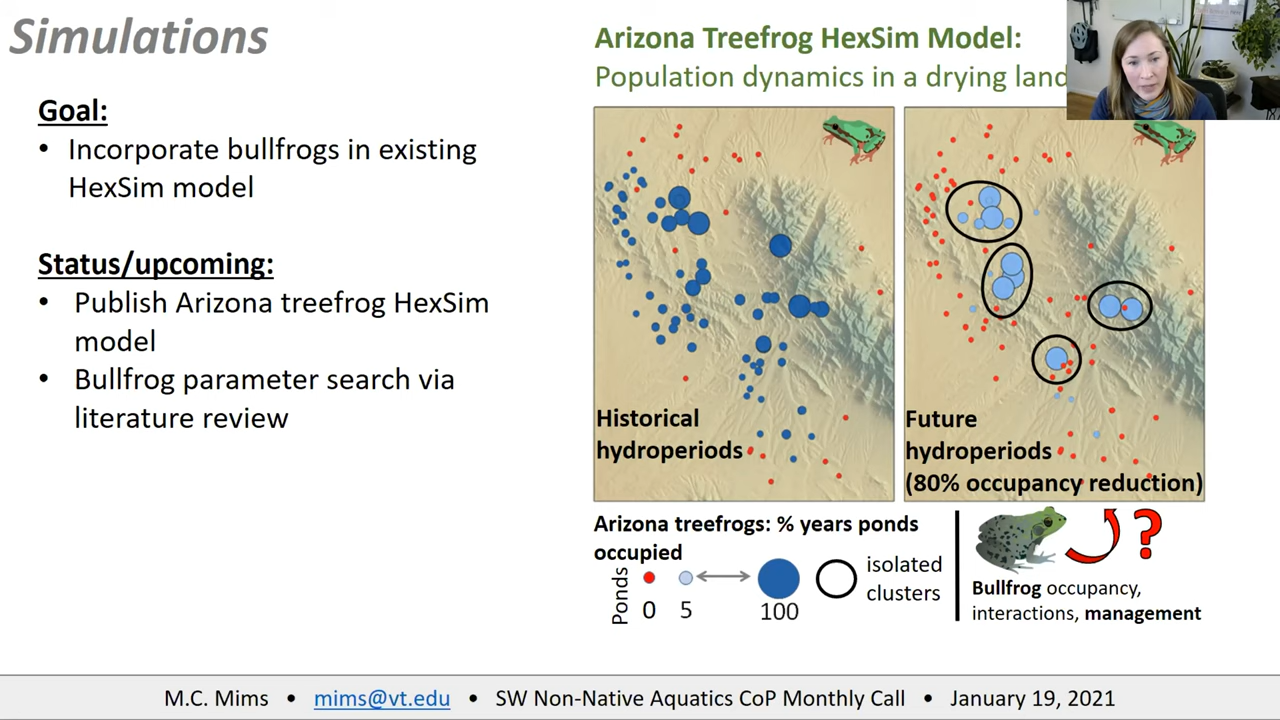 Simulations
Goal:
• Incorporate bullfrogs in existing
HexSim model
Status/upcoming:
• Publish Arizona treefrog HexSim
model
• Bullfrog parameter search via
literature review
Arizona Treefrog HexSim Model:
Population dynamics in a drying land
Historical
hydroperiods
Future
hydroperiods
(80% occupancy reduction)
Arizona treefrogs: % years ponds
occupied
Ponds
0 5 100
isolated
clusters
?
Bullfrog occupancy,
interactions, management
M.C. Mims • mims@vt.edu • SW Non-Native Aquatics CoP Monthly Call • January 19, 2021